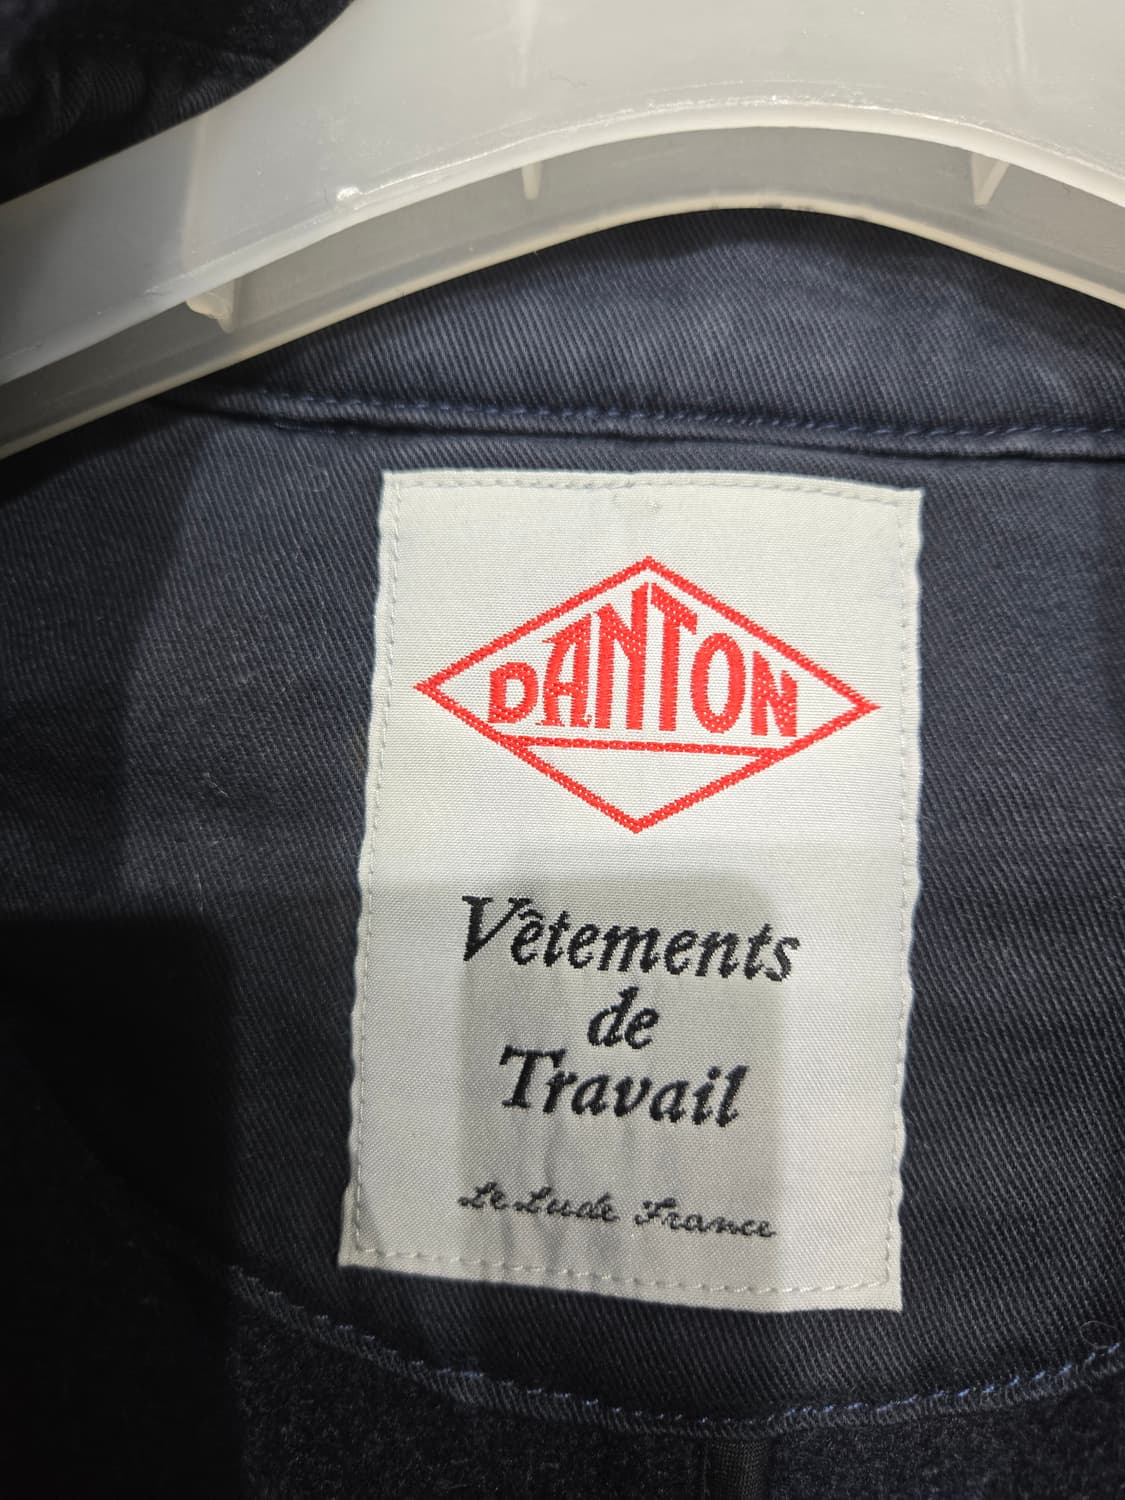 DANTON
Vêtements
de
Travail
Le Lude France